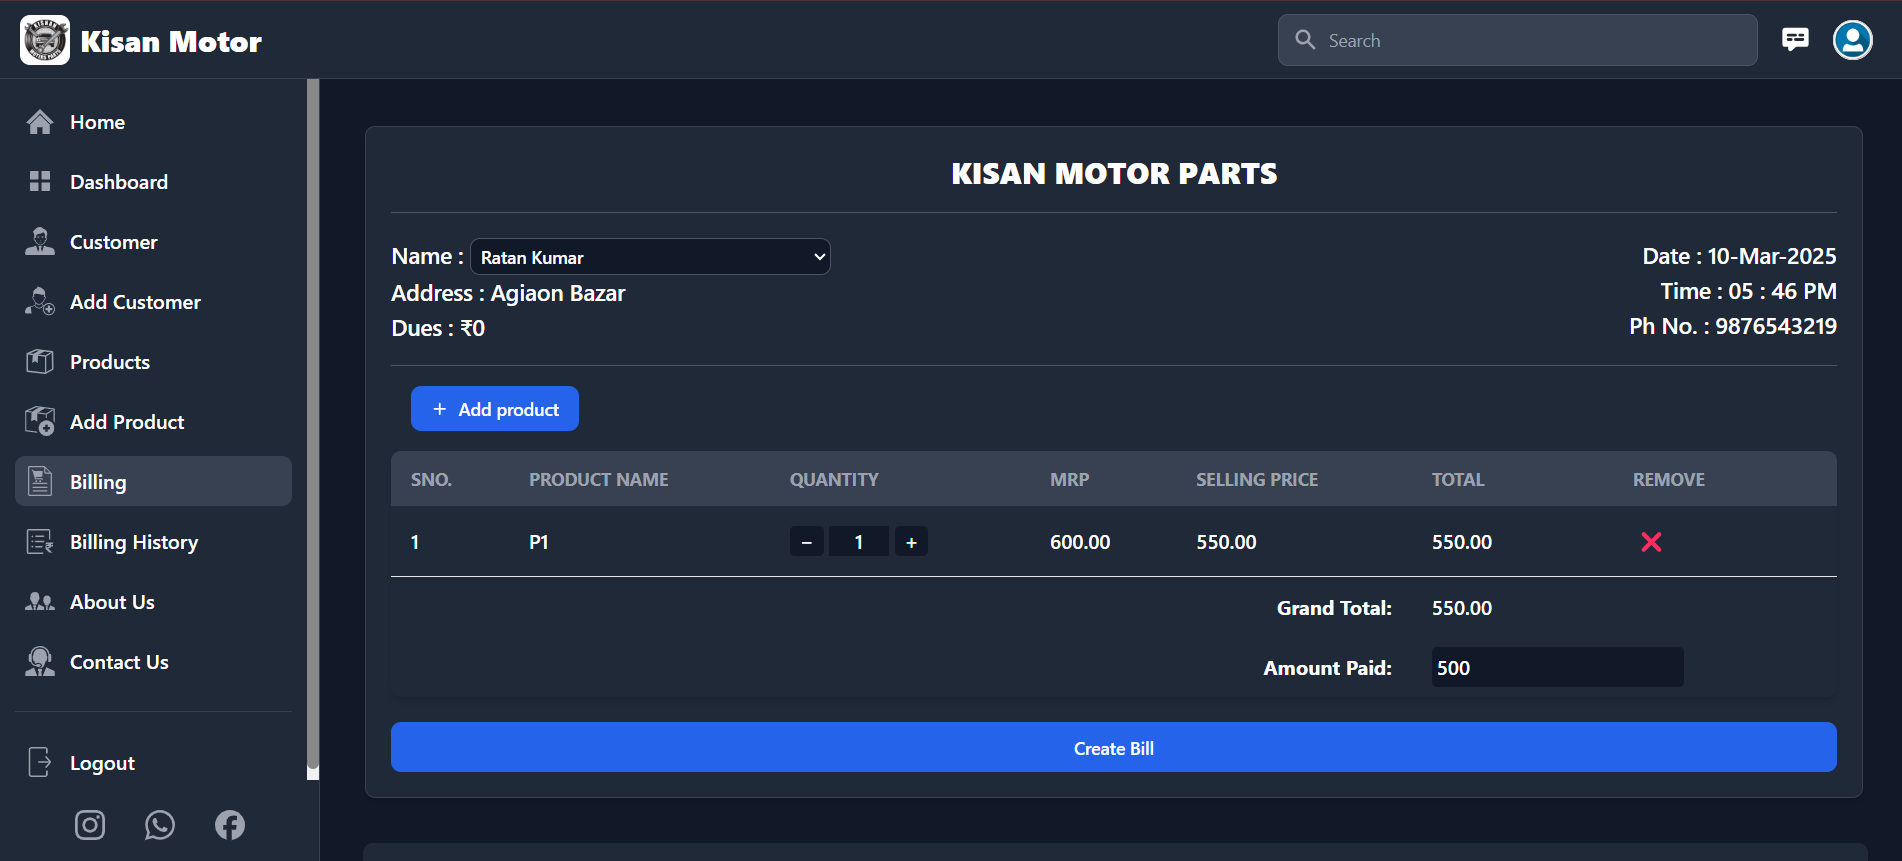 Kisan Motor
Search
Home
Dashboard
Customer
Add Customer
Products
Add Product
Billing
Billing History
About Us
Contact Us
Logout
KISAN MOTOR PARTS
Name : Ratan Kumar
Address : Agiaon Bazar
Dues : ₹0
Date : 10-Mar-2025
Time : 05 : 46 PM
Ph No. : 9876543219
+ Add product
SNO. PRODUCT NAME QUANTITY MRP SELLING PRICE TOTAL REMOVE
1 P1 − 1 + 600.00 550.00 550.00
Grand Total: 550.00
Amount Paid: 500
Create Bill